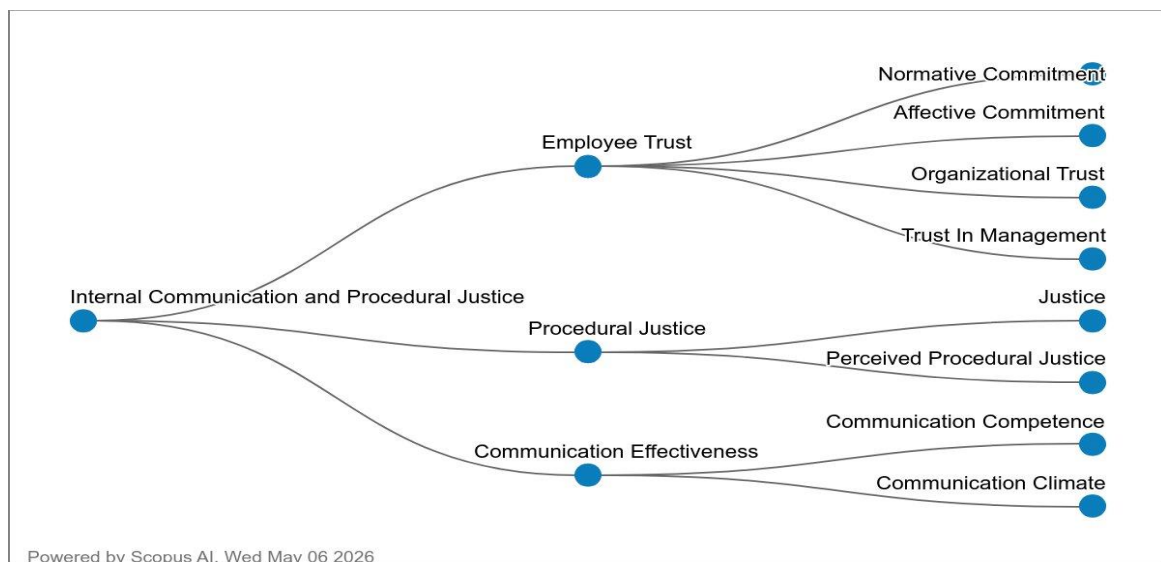 Normative Commitment
Affective Commitment
Employee Trust
Organizational Trust
Trust In Management
Internal Communication and Procedural Justice
Justice
Procedural Justice
Perceived Procedural Justice
Communication Competence
Communication Effectiveness
Communication Climate
Powered by Scopus AI, Wed May 06 2026